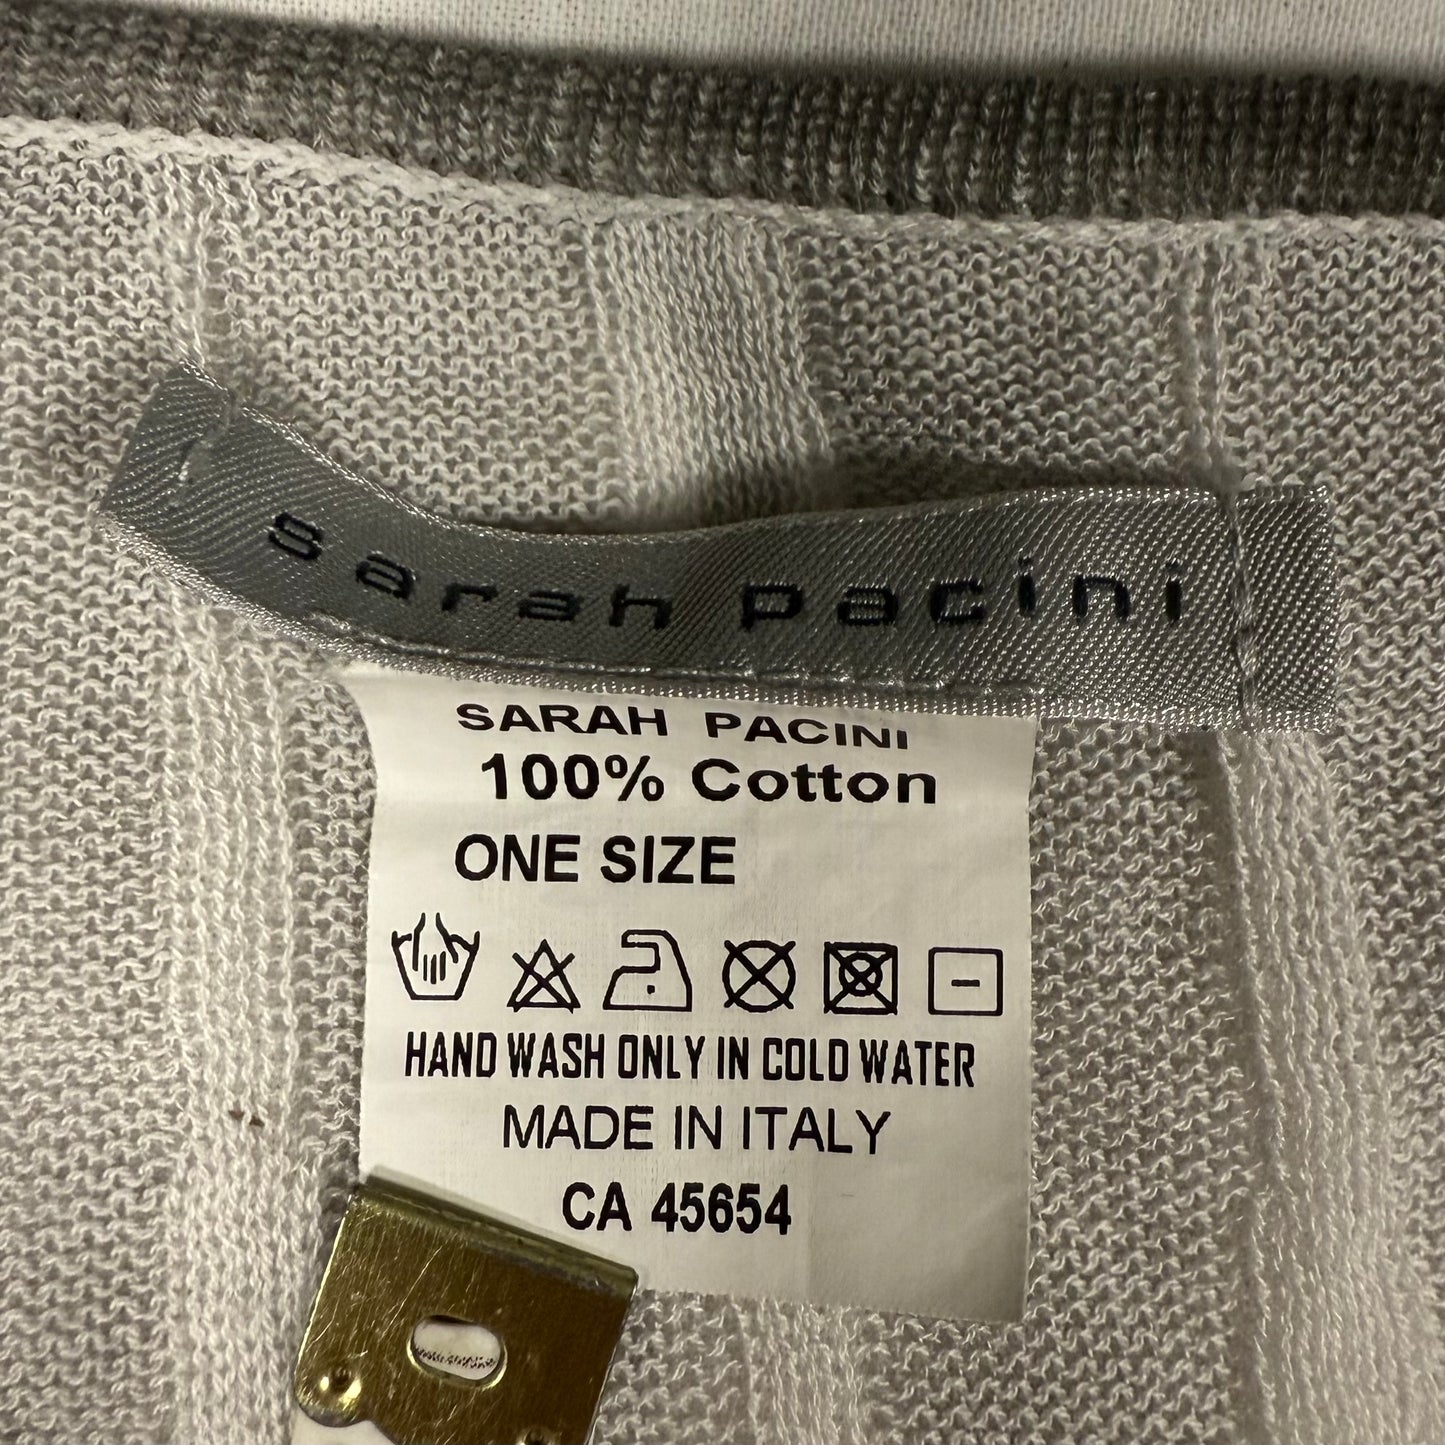 sarah pacini
SARAH PACINI
100% Cotton
ONE SIZE
HAND WASH ONLY IN COLD WATER
MADE IN ITALY
CA 45654